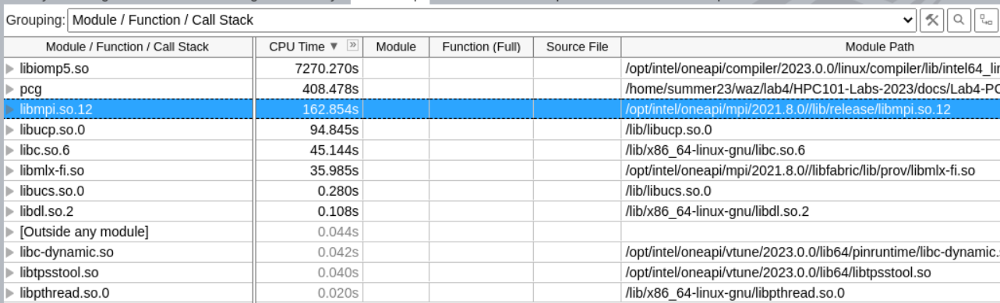 Grouping: Module / Function / Call Stack
Module / Function / Call Stack CPU Time ▼ » Module Function (Full) Source File Module Path
libiomp5.so 7270.270s /opt/intel/oneapi/compiler/2023.0.0/linux/compiler/lib/intel64_lin
pcg 408.478s /home/summer23/waz/lab4/HPC101-Labs-2023/docs/Lab4-PC
libmpi.so.12 162.854s /opt/intel/oneapi/mpi/2021.8.0//lib/release/libmpi.so.12
libucp.so.0 94.845s /lib/libucp.so.0
libc.so.6 45.144s /lib/x86_64-linux-gnu/libc.so.6
libmlx-fi.so 35.985s /opt/intel/oneapi/mpi/2021.8.0//libfabric/lib/prov/libmlx-fi.so
libucs.so.0 0.280s /lib/libucs.so.0
libdl.so.2 0.108s /lib/x86_64-linux-gnu/libdl.so.2
[Outside any module] 0.044s
libc-dynamic.so 0.042s /opt/intel/oneapi/vtune/2023.0.0/lib64/pinruntime/libc-dynamic.
libtpsstool.so 0.040s /opt/intel/oneapi/vtune/2023.0.0/lib64/libtpsstool.so
libpthread.so.0 0.020s /lib/x86_64-linux-gnu/libpthread.so.0